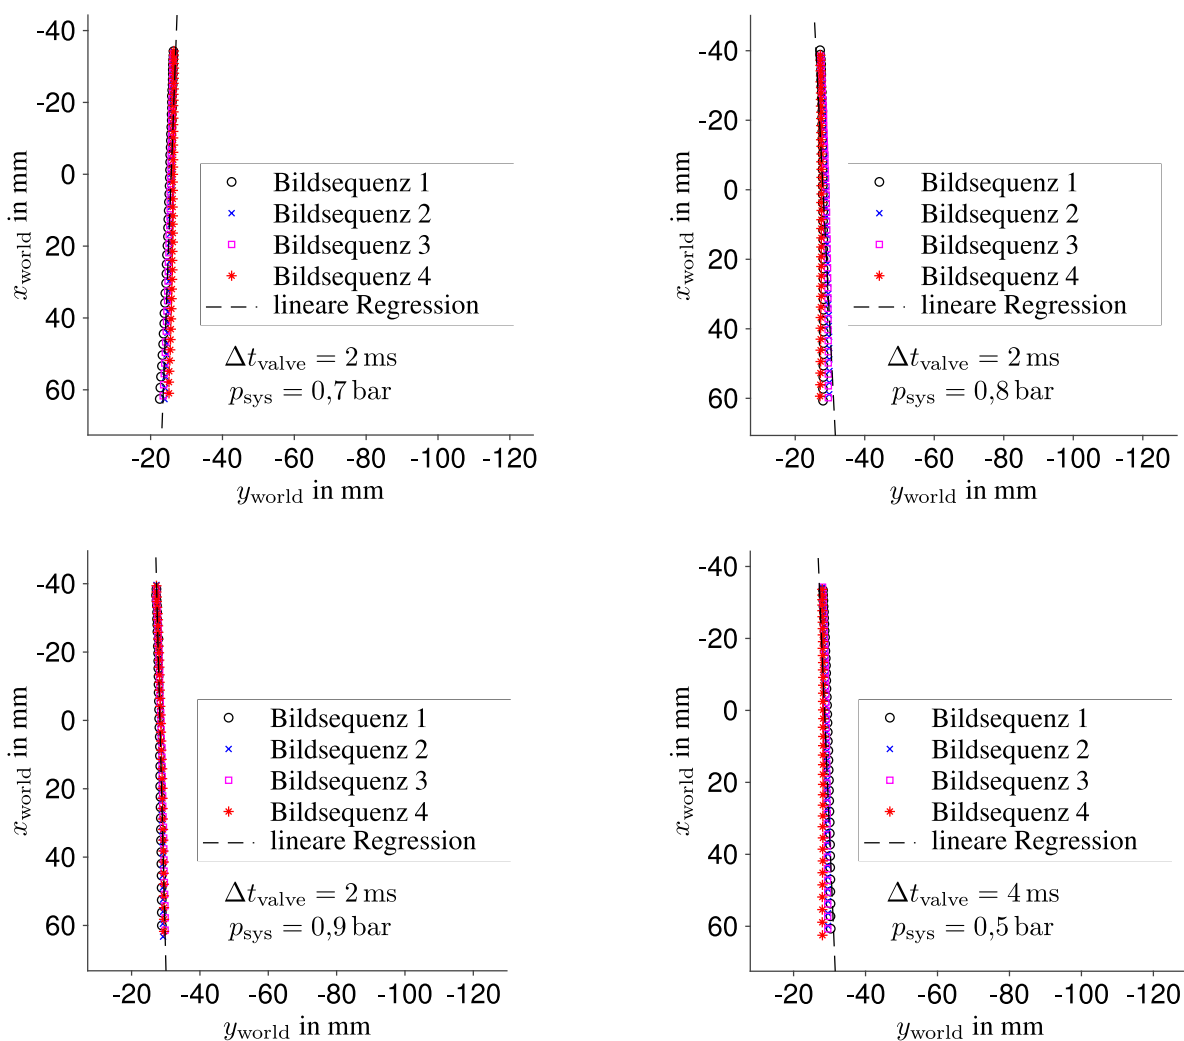 -40
-20
0
20
40
60
x_world in mm
Bildsequenz 1
Bildsequenz 2
Bildsequenz 3
Bildsequenz 4
lineare Regression
Δt_valve = 2 ms
p_sys = 0,7 bar
-20 -40 -60 -80 -100 -120
y_world in mm
-40
-20
0
20
40
60
x_world in mm
Bildsequenz 1
Bildsequenz 2
Bildsequenz 3
Bildsequenz 4
lineare Regression
Δt_valve = 2 ms
p_sys = 0,8 bar
-20 -40 -60 -80 -100 -120
y_world in mm
-40
-20
0
20
40
60
x_world in mm
Bildsequenz 1
Bildsequenz 2
Bildsequenz 3
Bildsequenz 4
lineare Regression
Δt_valve = 2 ms
p_sys = 0,9 bar
-20 -40 -60 -80 -100 -120
y_world in mm
-40
-20
0
20
40
60
x_world in mm
Bildsequenz 1
Bildsequenz 2
Bildsequenz 3
Bildsequenz 4
lineare Regression
Δt_valve = 4 ms
p_sys = 0,5 bar
-20 -40 -60 -80 -100 -120
y_world in mm